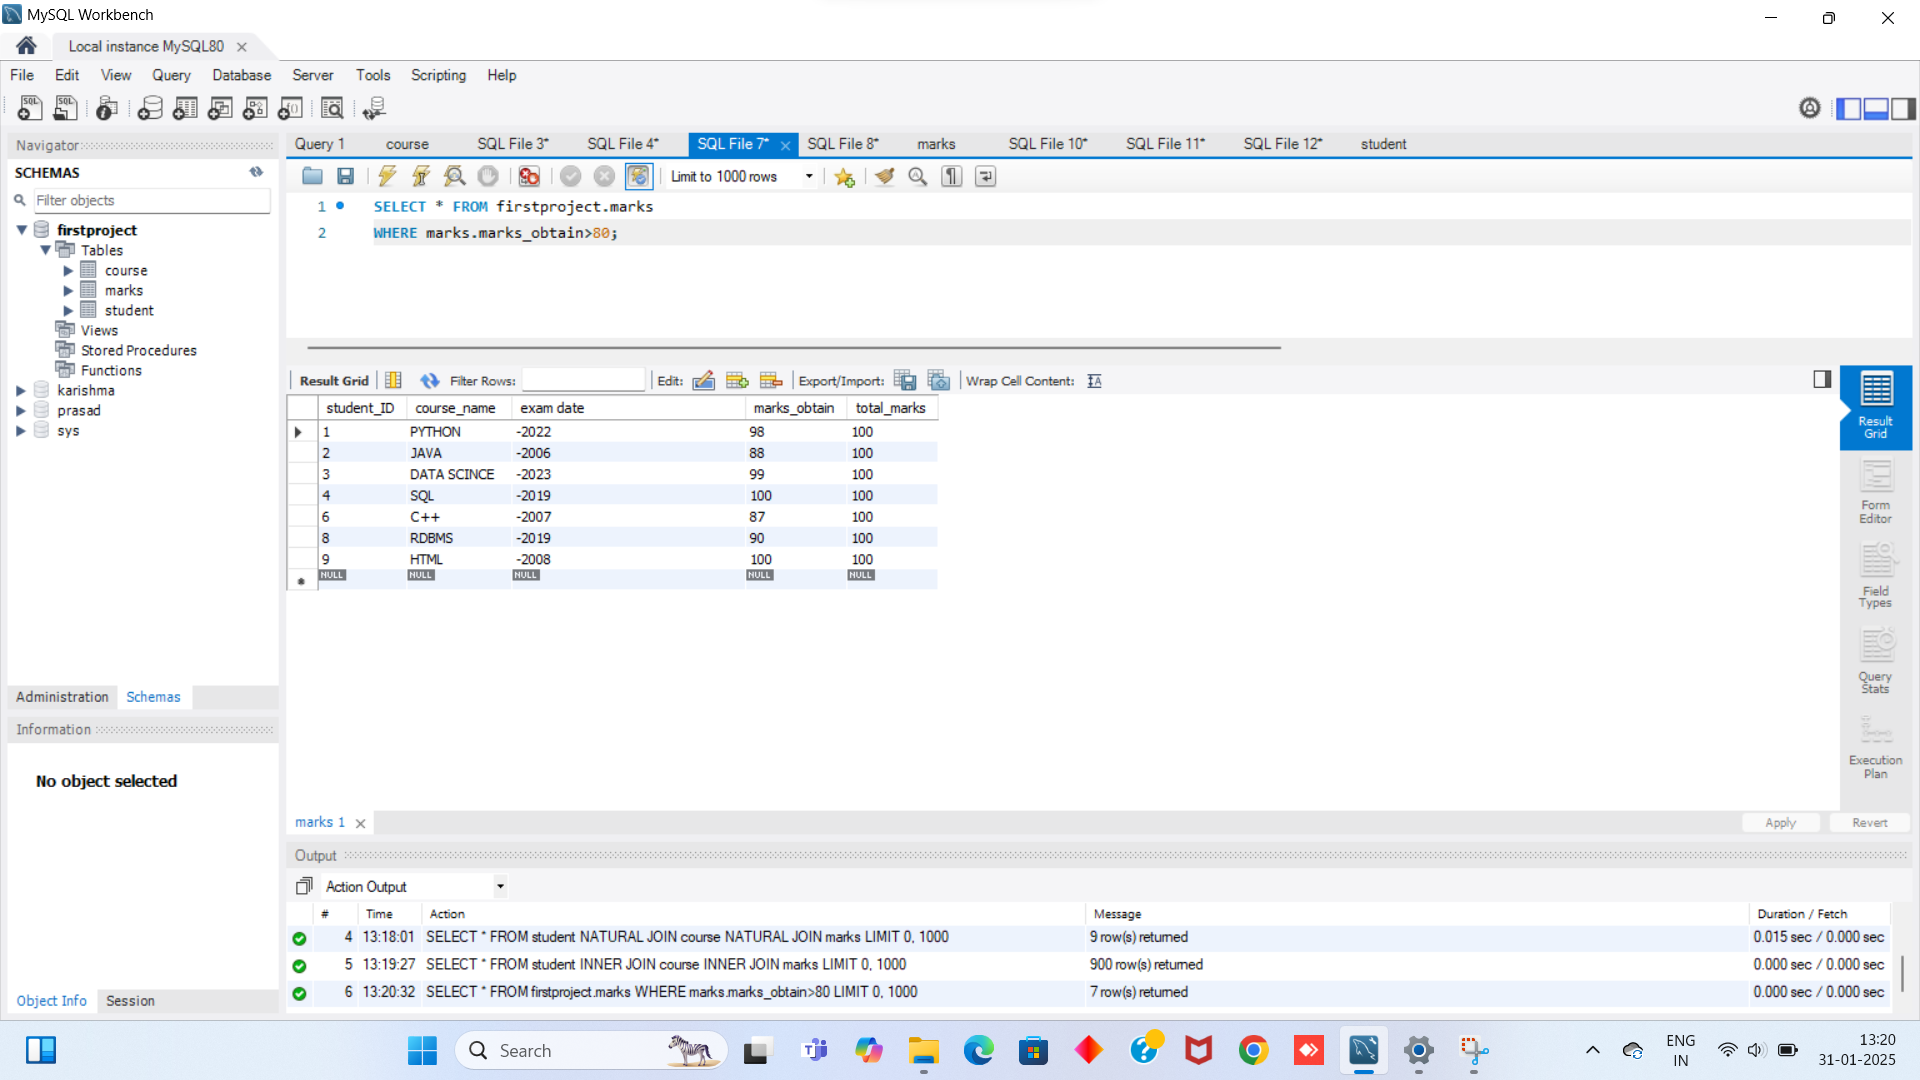 MySQL Workbench
Local instance MySQL80
File Edit View Query Database Server Tools Scripting Help
Navigator
SCHEMAS
Filter objects
firstproject
Tables
course
marks
student
Views
Stored Procedures
Functions
karishma
prasad
sys
Administration Schemas
Information
No object selected
Object Info Session
Query 1 course SQL File 3* SQL File 4* SQL File 7* SQL File 8* marks SQL File 10* SQL File 11* SQL File 12* student
Limit to 1000 rows
1 SELECT * FROM firstproject.marks
2 WHERE marks.marks_obtain>80;
Result Grid Filter Rows: Edit: Export/Import: Wrap Cell Content:
student_ID course_name exam date marks_obtain total_marks
1 PYTHON -2022 98 100
2 JAVA -2006 88 100
3 DATA SCINCE -2023 99 100
4 SQL -2019 100 100
6 C++ -2007 87 100
8 RDBMS -2019 90 100
9 HTML -2008 100 100
NULL NULL NULL NULL NULL
Result
Grid
Form
Editor
Field
Types
Query
Stats
Execution
Plan
marks 1
Apply Revert
Output
Action Output
# Time Action Message Duration / Fetch
4 13:18:01 SELECT * FROM student NATURAL JOIN course NATURAL JOIN marks LIMIT 0, 1000 9 row(s) returned 0.015 sec / 0.000 sec
5 13:19:27 SELECT * FROM student INNER JOIN course INNER JOIN marks LIMIT 0, 1000 900 row(s) returned 0.000 sec / 0.000 sec
6 13:20:32 SELECT * FROM firstproject.marks WHERE marks.marks_obtain>80 LIMIT 0, 1000 7 row(s) returned 0.000 sec / 0.000 sec
Search
ENG
IN
13:20
31-01-2025